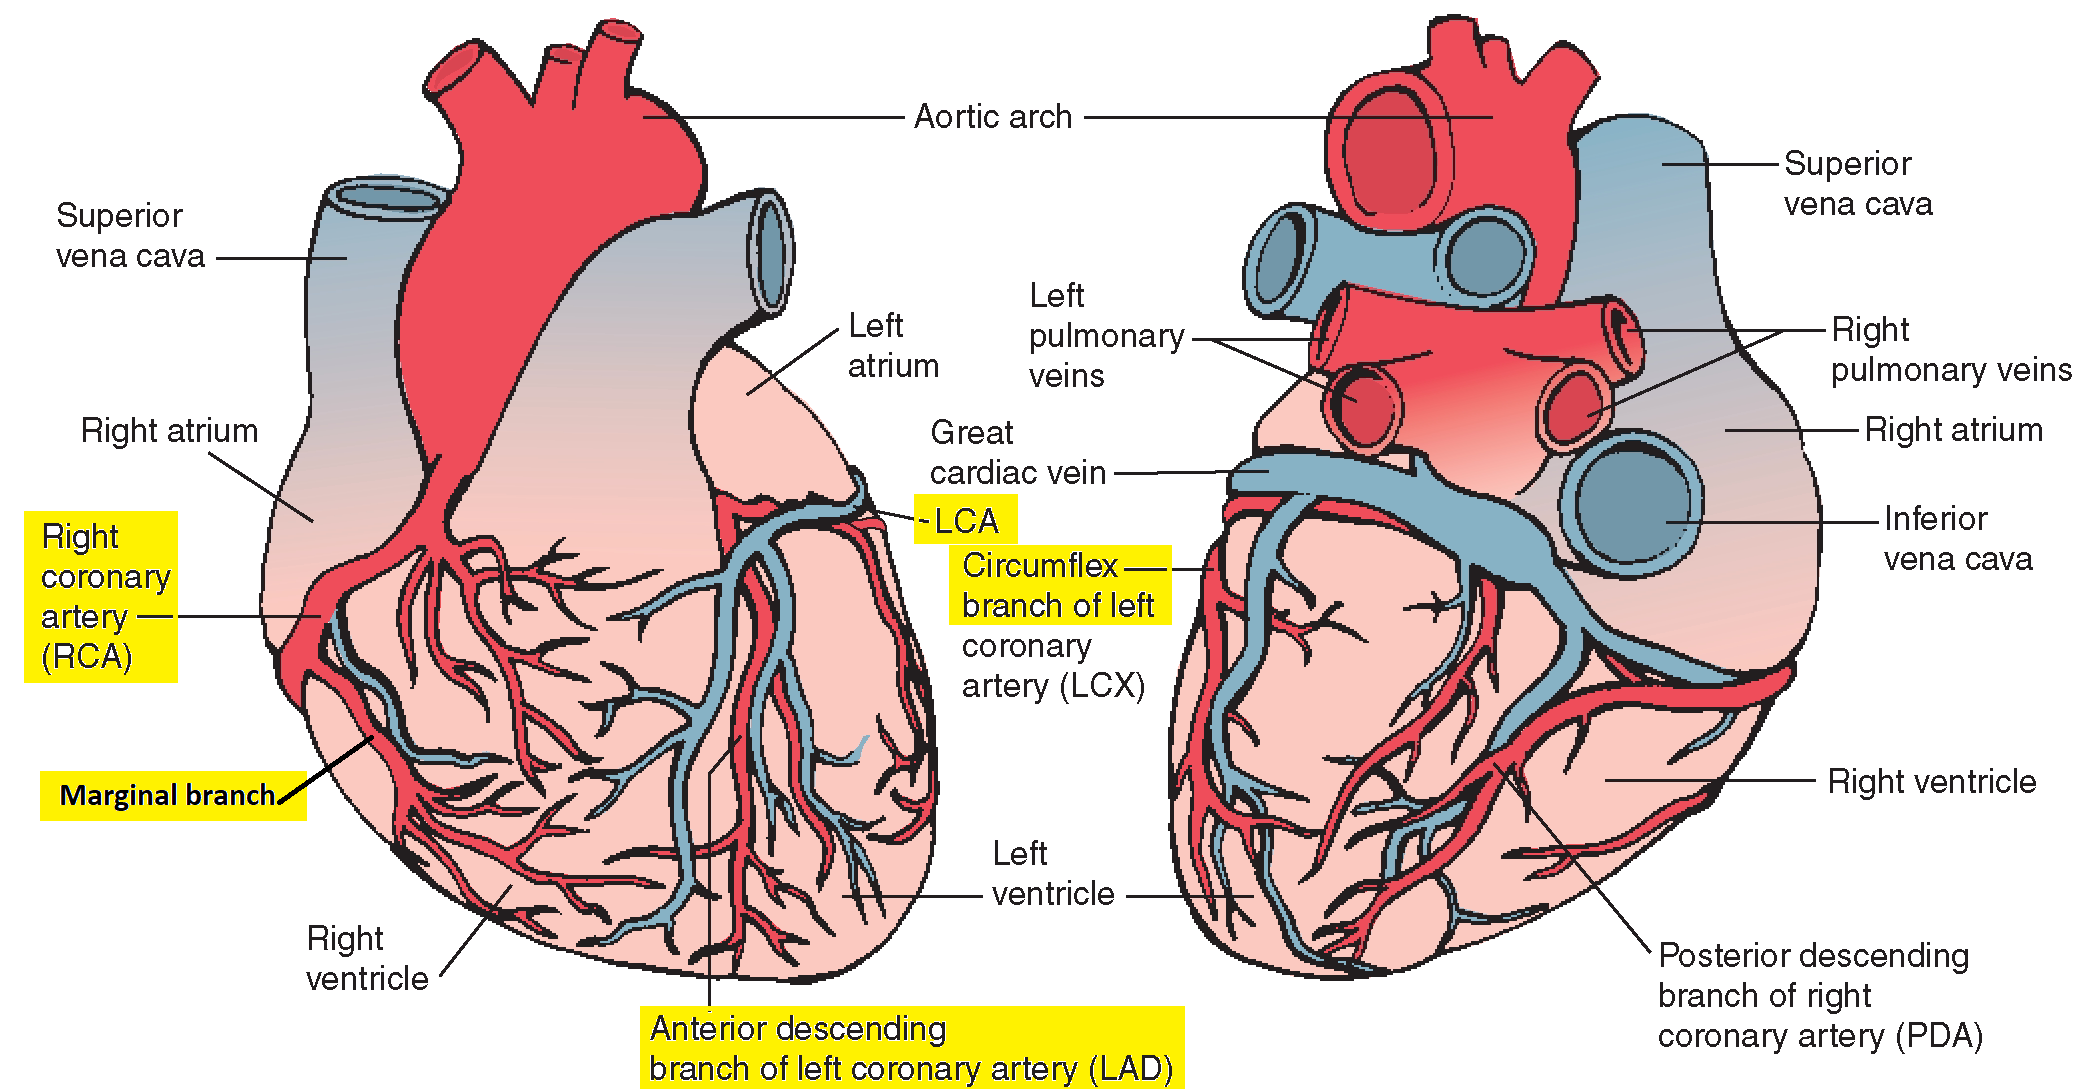 Aortic arch
Superior
vena cava
Left
atrium
Right atrium
Right
coronary
artery
(RCA)
Marginal branch
Right
ventricle
Anterior descending
branch of left coronary artery (LAD)
Left
pulmonary
veins
Great
cardiac vein
-LCA
Circumflex
branch of left
coronary
artery (LCX)
Left
ventricle
Superior
vena cava
Right
pulmonary veins
Right atrium
Inferior
vena cava
Right ventricle
Posterior descending
branch of right
coronary artery (PDA)